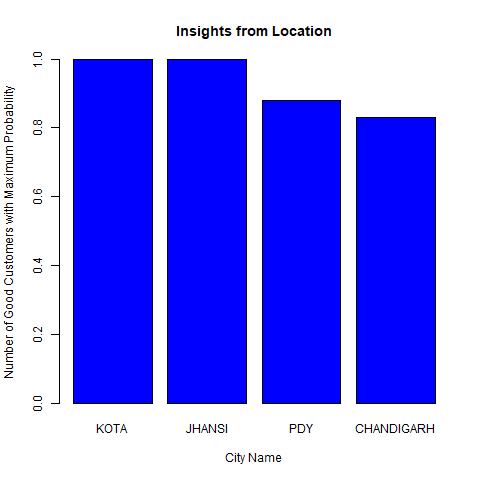 Insights from Location
Number of Good Customers with Maximum Probability
1.0
0.8
0.6
0.4
0.2
0.0
KOTA JHANSI PDY CHANDIGARH
City Name